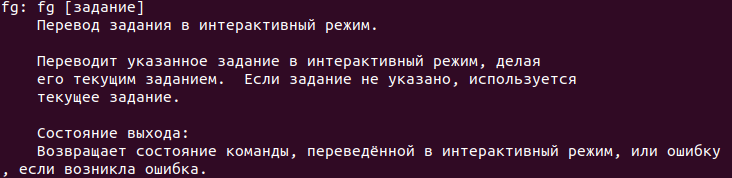 fg: fg [задание]
Перевод задания в интерактивный режим.
Переводит указанное задание в интерактивный режим, делая
его текущим заданием.  Если задание не указано, используется
текущее задание.
Состояние выхода:
Возвращает состояние команды, переведённой в интерактивный режим, или ошибку
, если возникла ошибка.